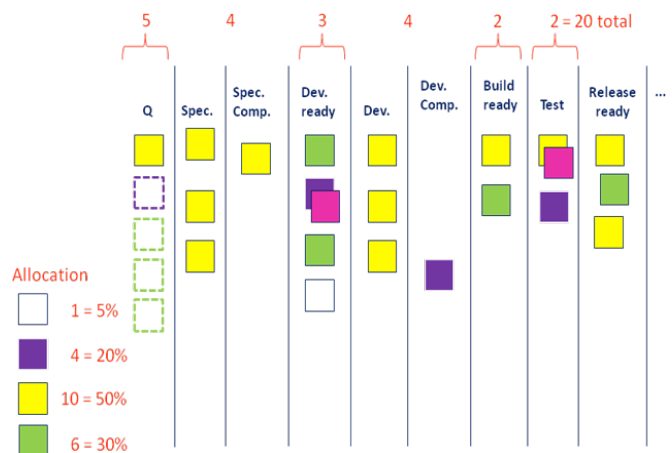 5 4 3 4 2 2 = 20 total
Q
Spec.
Spec.
Comp.
Dev.
ready
Dev.
Dev.
Comp.
Build
ready
Test
Release
ready
...
Allocation
1 = 5%
4 = 20%
10 = 50%
6 = 30%